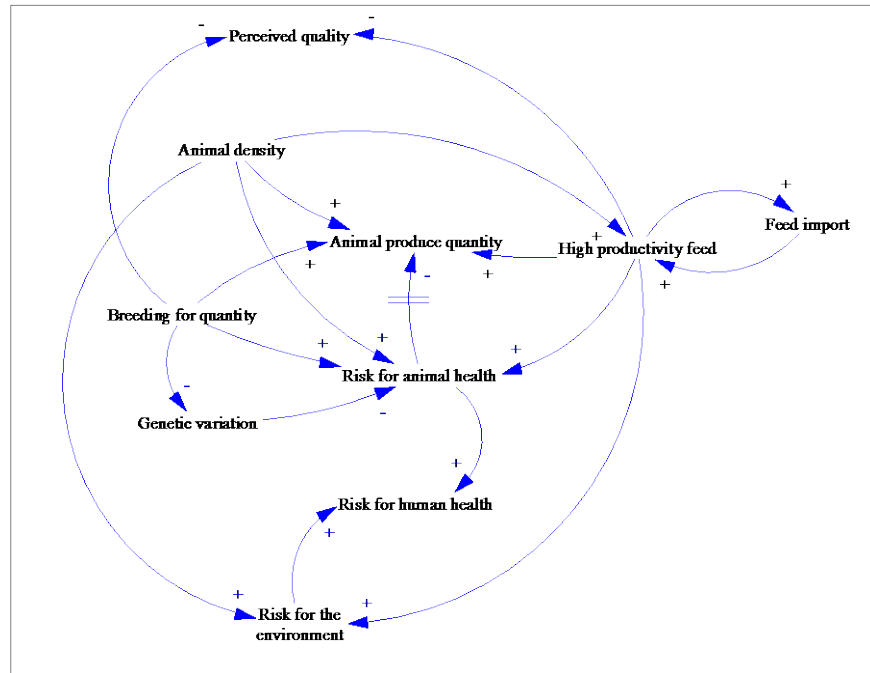 -
-
Perceived quality
Animal density
+
Feed import
+
Animal produce quantity
+
High productivity feed
+
+
-
+
Breeding for quantity
+
+
+
Risk for animal health
-
Genetic variation
-
+
Risk for human health
+
+
+
Risk for the
environment